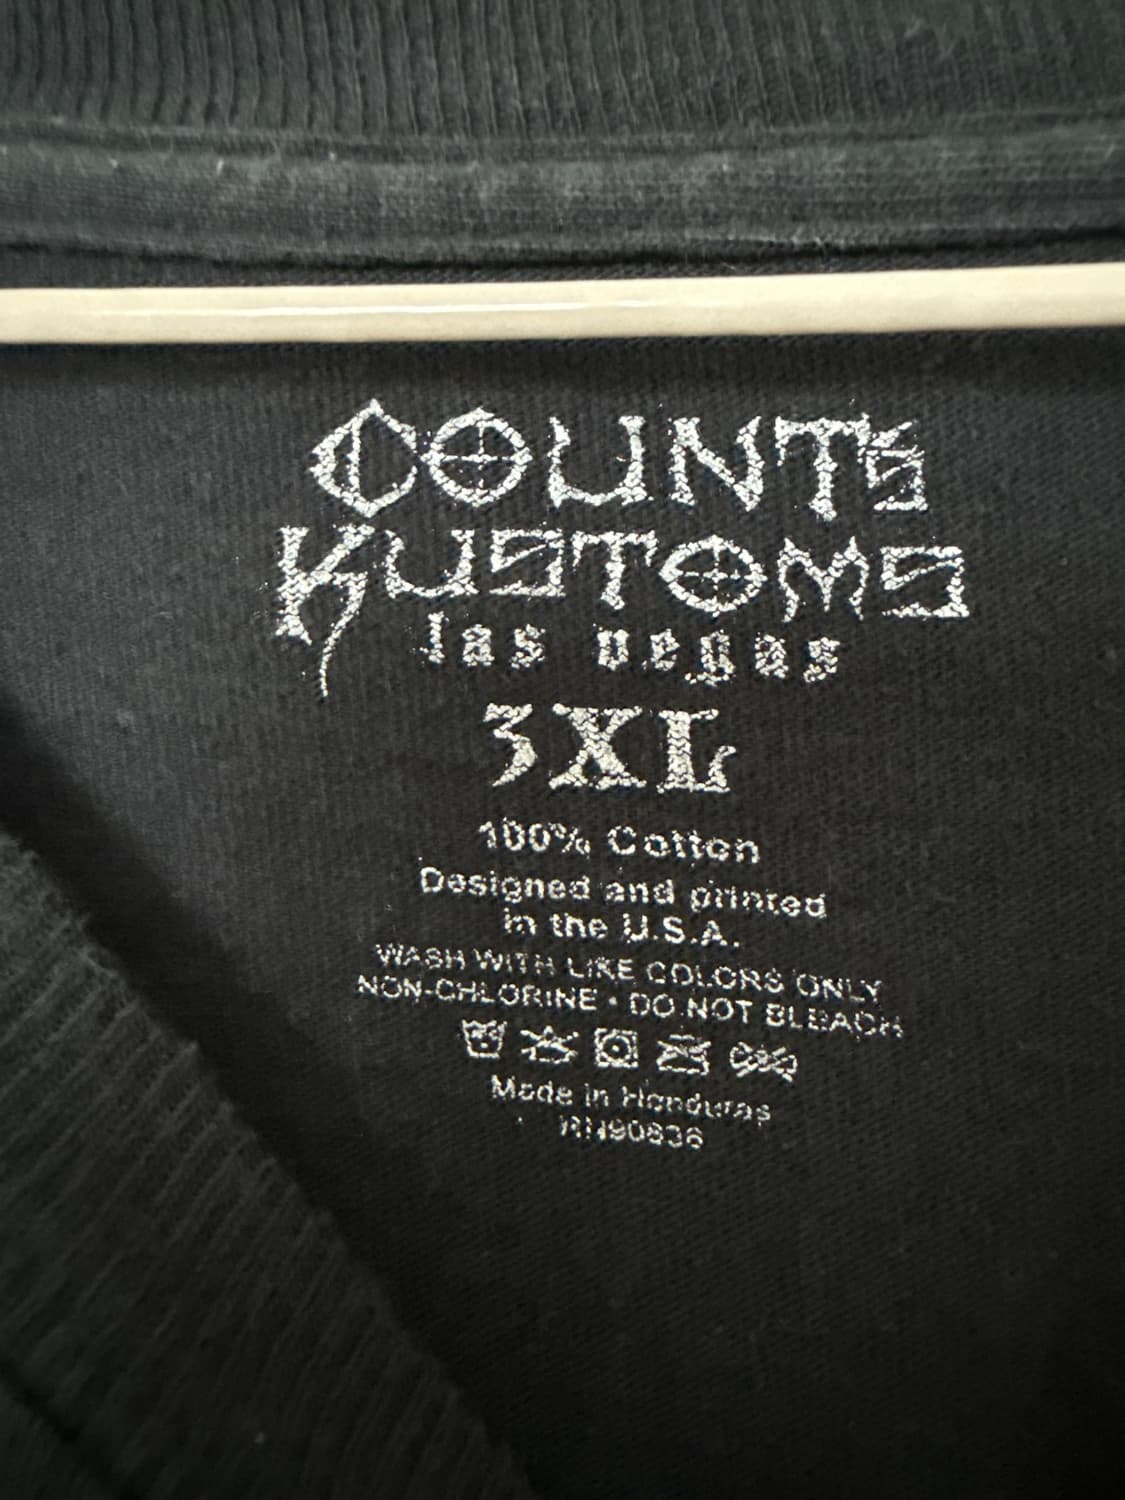 COUNTS
KUSTOMS
las vegas
3XL
100% Cotton
Designed and printed
in the U.S.A.
WASH WITH LIKE COLORS ONLY
NON-CHLORINE • DO NOT BLEACH
Made in Honduras
RN90836